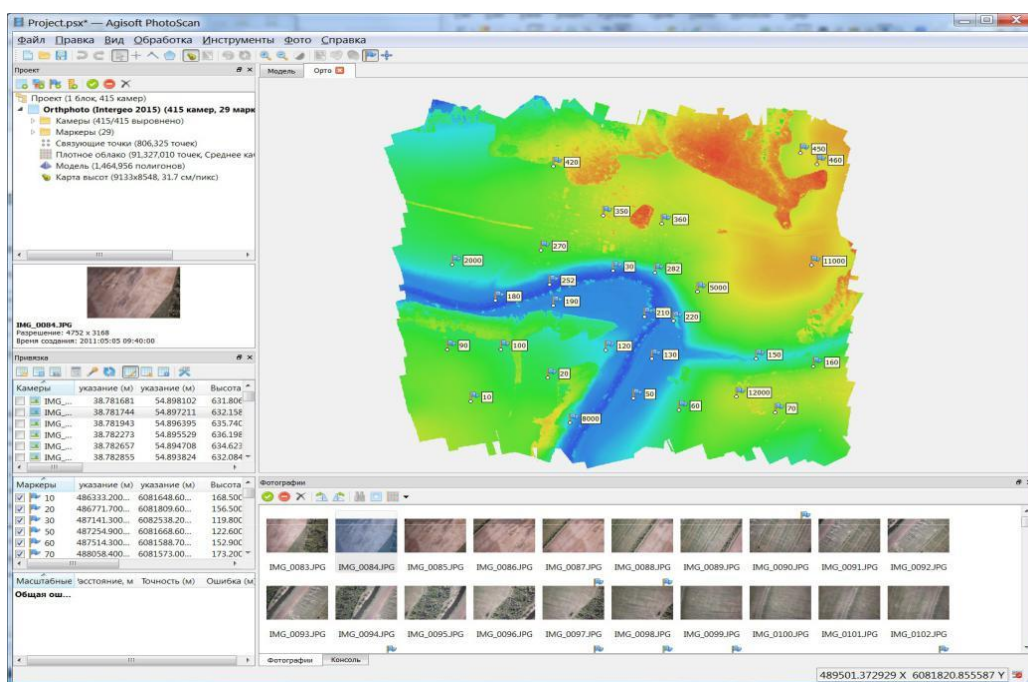 Project.psx* — Agisoft PhotoScan
Файл Правка Вид Обработка Инструменты Фото Справка
Проект
Модель Орто
Проект (1 блок, 415 камер)
Orthphoto (Intergeo 2015) (415 камер, 29 марк
Камеры (415/415 выровнено)
Маркеры (29)
Связующие точки (806,325 точек)
Плотное облако (91,327,010 точек, Среднее кач
Модель (1,464,956 полигонов)
Карта высот (9133x8548, 31.7 см/пикс)
450
420
460
350
360
270
2000
30
282
11000
252
5000
180
190
210
220
90
100
120
130
150
160
20
10
50
60
12000
70
8000
IMG_0084.JPG
Разрешение: 4752 x 3168
Время создания: 2011:05:05 09:40:00
Привязка
Камеры указание (м) указание (м) Высота
IMG_... 38.781681 54.898102 631.806
IMG_... 38.781744 54.897211 632.158
IMG_... 38.781943 54.896395 635.740
IMG_... 38.782273 54.895529 636.198
IMG_... 38.782657 54.894708 634.623
IMG_... 38.782855 54.893824 632.084
Маркеры указание (м) указание (м) Высота
10 486333.200... 6081648.60... 168.500
20 486771.700... 6081809.60... 156.500
30 487141.300... 6082538.20... 119.800
50 487254.900... 6081668.60... 122.600
60 487514.300... 6081588.70... 152.900
70 488058.400... 6081573.00... 173.200
Масштабные расстояние, м Точность (м) Ошибка (м)
Общая ош...
Фотографии
IMG_0083.JPG IMG_0084.JPG IMG_0085.JPG IMG_0086.JPG IMG_0087.JPG IMG_0088.JPG IMG_0089.JPG IMG_0090.JPG IMG_0091.JPG IMG_0092.JPG
IMG_0093.JPG IMG_0094.JPG IMG_0095.JPG IMG_0096.JPG IMG_0097.JPG IMG_0098.JPG IMG_0099.JPG IMG_0100.JPG IMG_0101.JPG IMG_0102.JPG
Фотографии Консоль
489501.372929 X 6081820.855587 Y